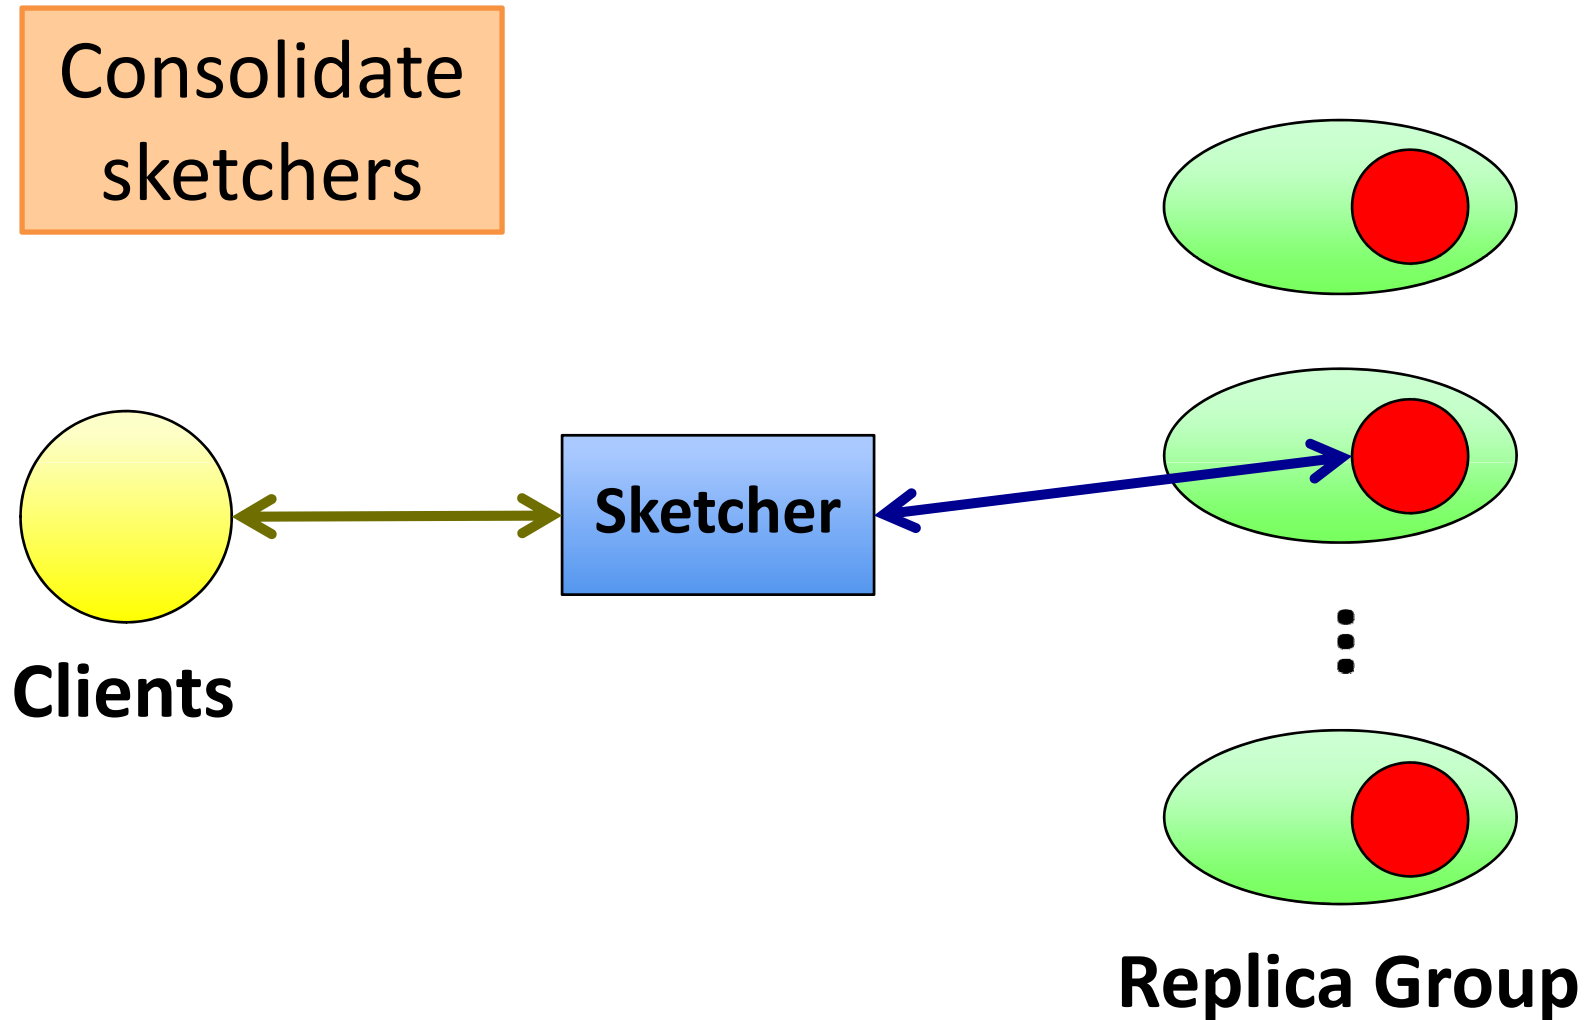 Consolidate
sketchers
Sketcher
Clients
Replica Group